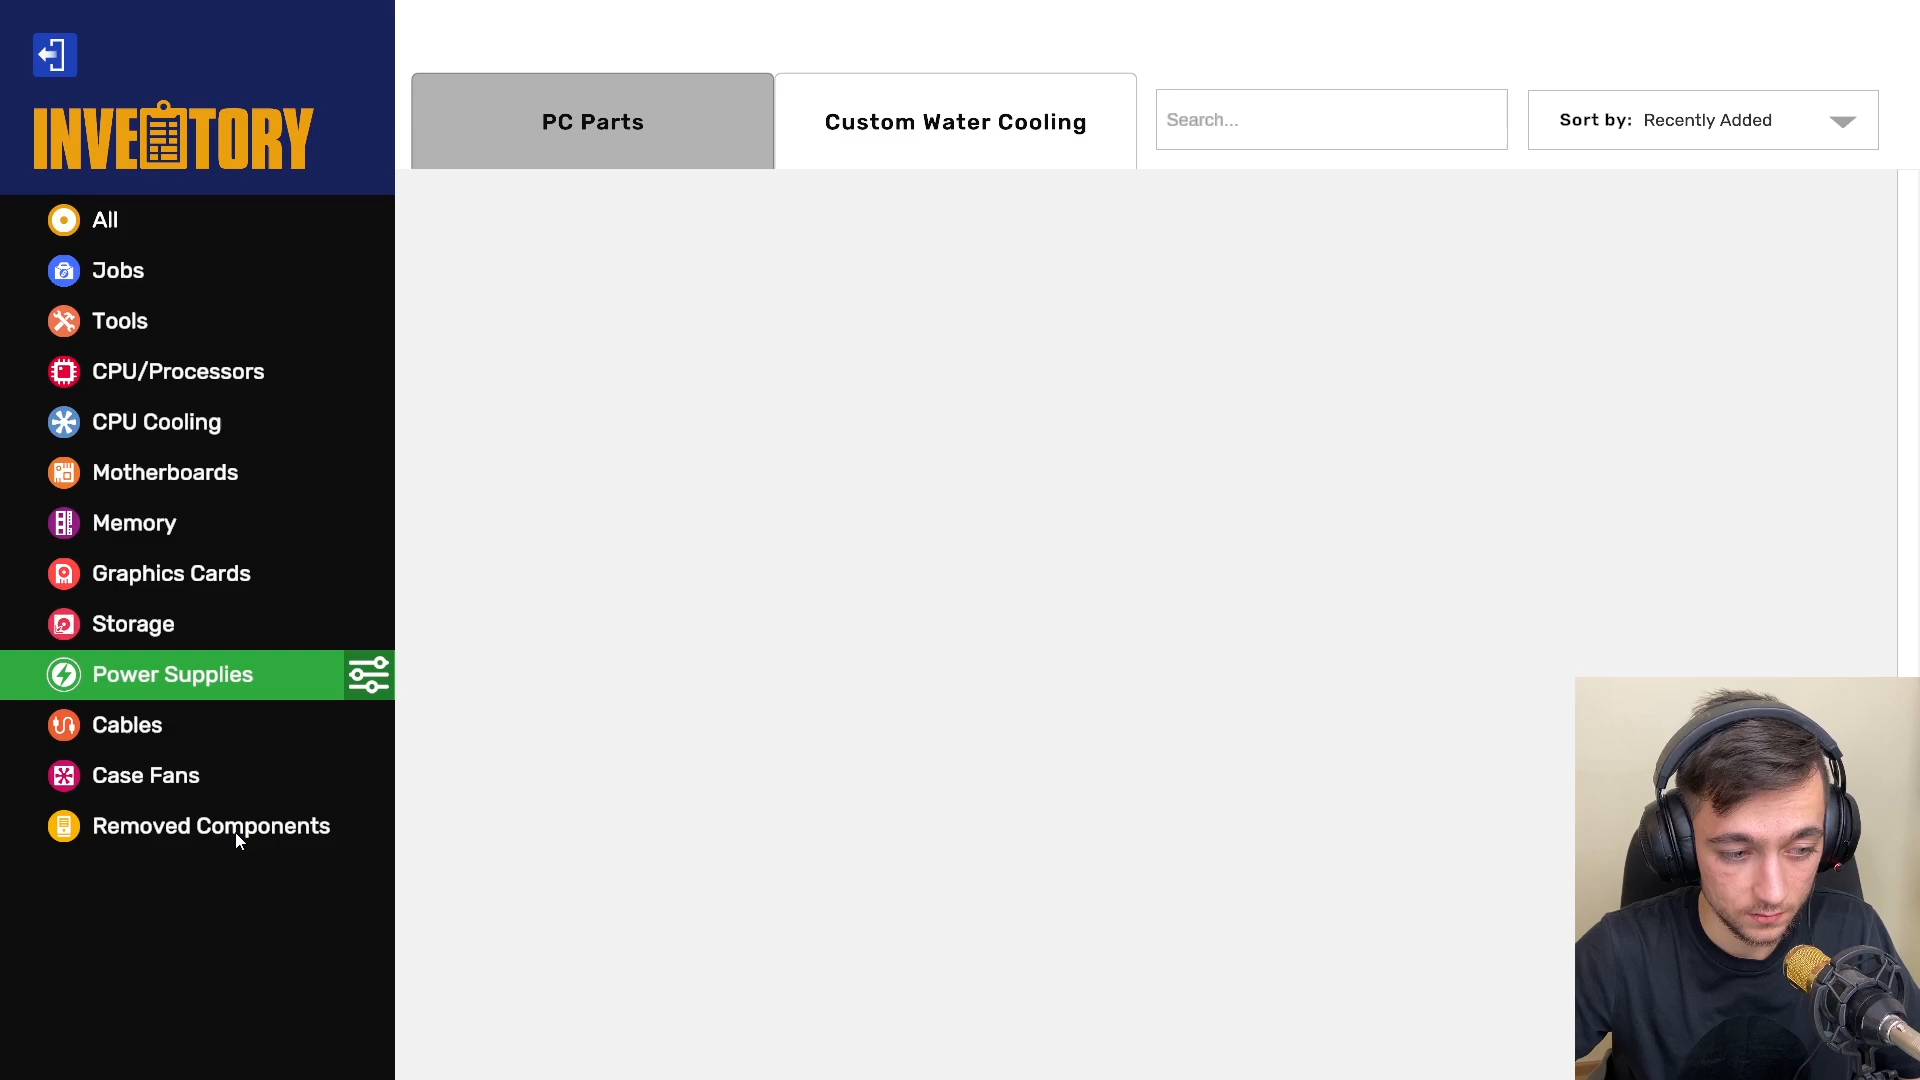 INVENTORY
PC Parts
Custom Water Cooling
Search...
Sort by: Recently Added
All
Jobs
Tools
CPU/Processors
CPU Cooling
Motherboards
Memory
Graphics Cards
Storage
Power Supplies
Cables
Case Fans
Removed Components